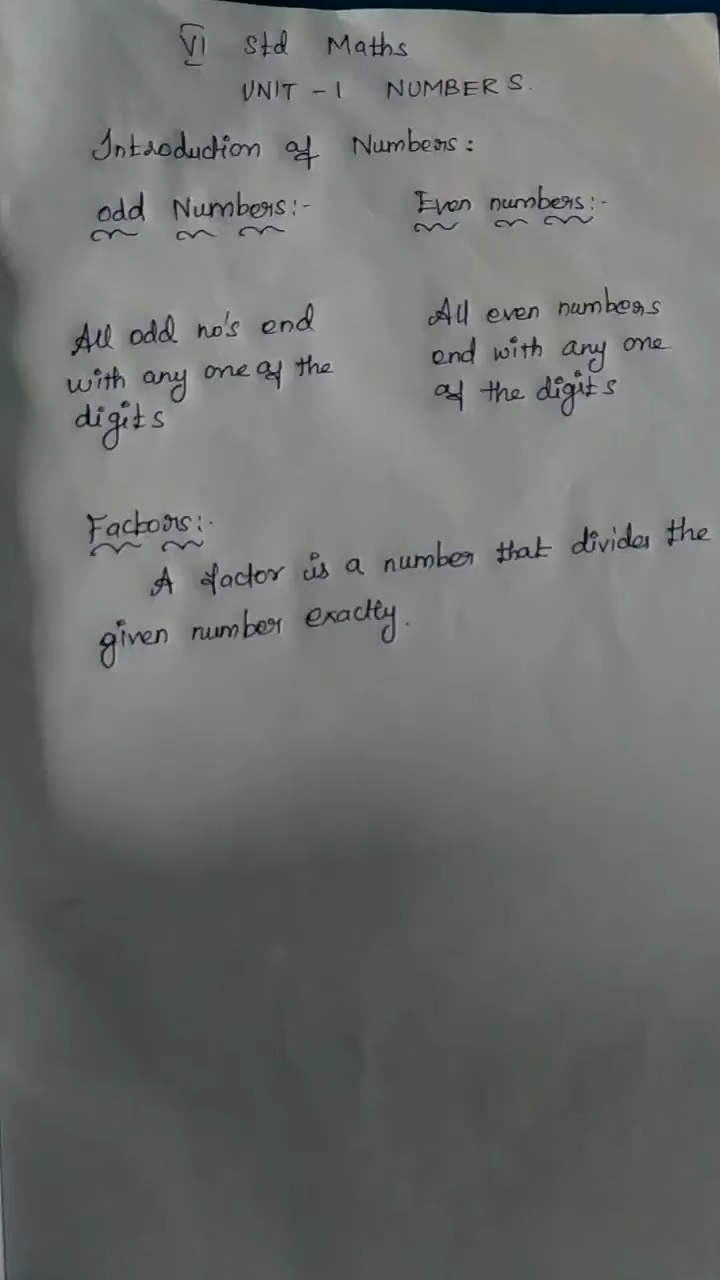 VI Std Maths
UNIT - 1 NUMBERS.
Introduction of Numbers:
odd Numbers:-
All odd no's end
with any one of the
digits
Even numbers:-
All even numbers
end with any one
of the digits
Factors:-
A factor is a number that divides the
given number exactly.